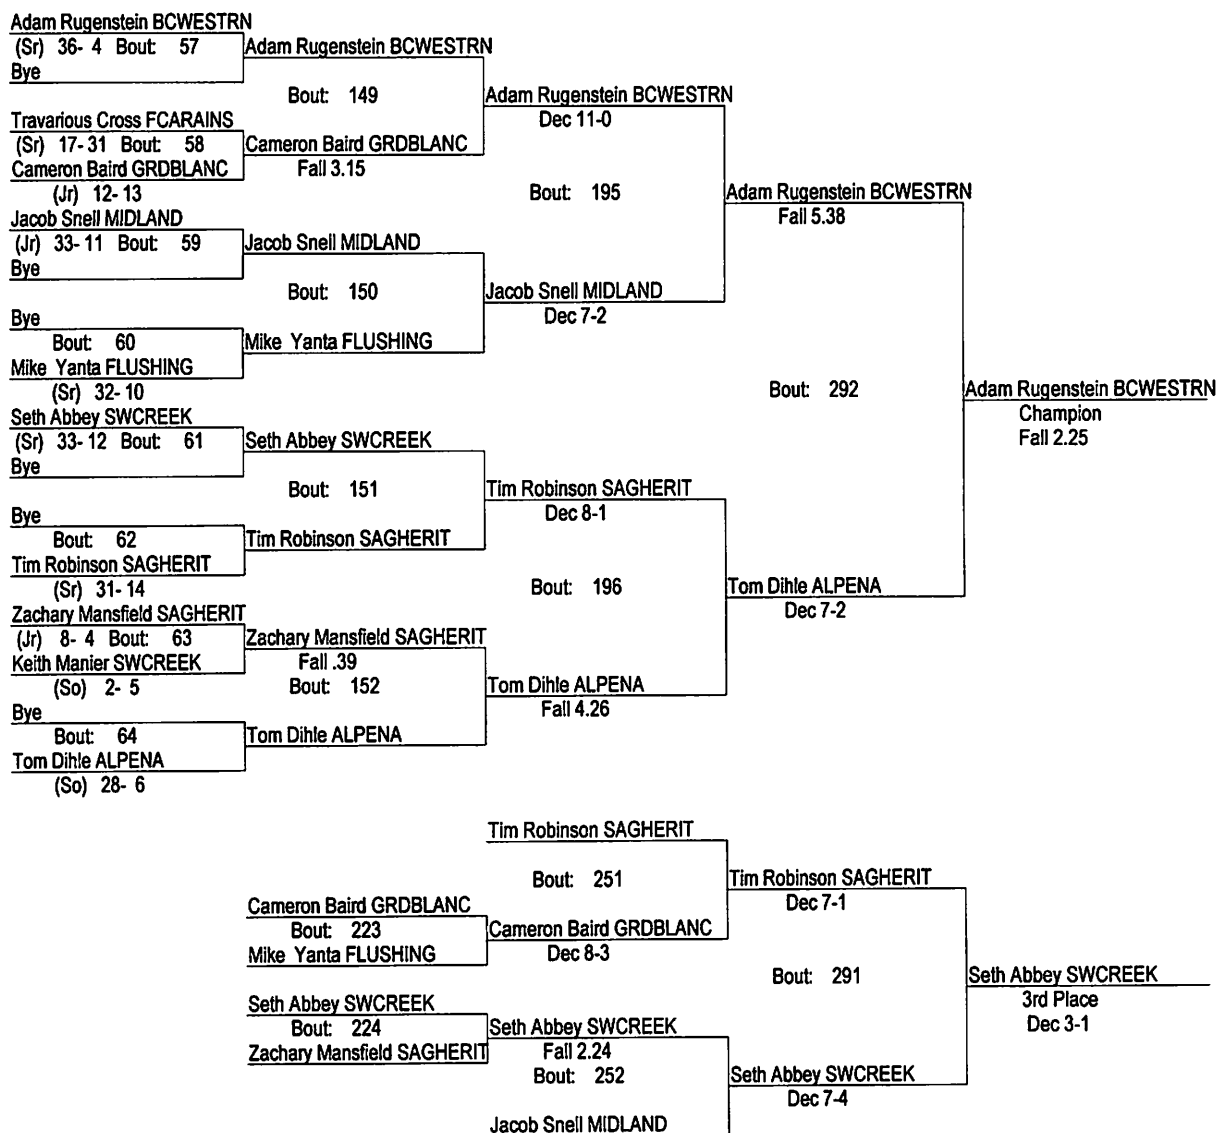 Adam Rugenstein BCWESTRN
(Sr) 36- 4 Bout: 57
Bye
Adam Rugenstein BCWESTRN
Bout: 149
Adam Rugenstein BCWESTRN
Dec 11-0
Travarious Cross FCARAINS
(Sr) 17- 31 Bout: 58
Cameron Baird GRDBLANC
(Jr) 12- 13
Cameron Baird GRDBLANC
Fall 3.15
Bout: 195
Adam Rugenstein BCWESTRN
Fall 5.38
Jacob Snell MIDLAND
(Jr) 33- 11 Bout: 59
Bye
Jacob Snell MIDLAND
Bout: 150
Jacob Snell MIDLAND
Dec 7-2
Bye
Bout: 60
Mike Yanta FLUSHING
(Sr) 32- 10
Mike Yanta FLUSHING
Bout: 292
Adam Rugenstein BCWESTRN
Champion
Fall 2.25
Seth Abbey SWCREEK
(Sr) 33- 12 Bout: 61
Bye
Seth Abbey SWCREEK
Bout: 151
Tim Robinson SAGHERIT
Dec 8-1
Bye
Bout: 62
Tim Robinson SAGHERIT
(Sr) 31- 14
Tim Robinson SAGHERIT
Bout: 196
Tom Dihle ALPENA
Dec 7-2
Zachary Mansfield SAGHERIT
(Jr) 8- 4 Bout: 63
Keith Manier SWCREEK
(So) 2- 5
Zachary Mansfield SAGHERIT
Fall .39
Bout: 152
Tom Dihle ALPENA
Fall 4.26
Bye
Bout: 64
Tom Dihle ALPENA
(So) 28- 6
Tom Dihle ALPENA
Tim Robinson SAGHERIT
Bout: 251
Tim Robinson SAGHERIT
Dec 7-1
Cameron Baird GRDBLANC
Bout: 223
Mike Yanta FLUSHING
Cameron Baird GRDBLANC
Dec 8-3
Bout: 291
Seth Abbey SWCREEK
3rd Place
Dec 3-1
Seth Abbey SWCREEK
Bout: 224
Zachary Mansfield SAGHERIT
Seth Abbey SWCREEK
Fall 2.24
Bout: 252
Seth Abbey SWCREEK
Dec 7-4
Jacob Snell MIDLAND